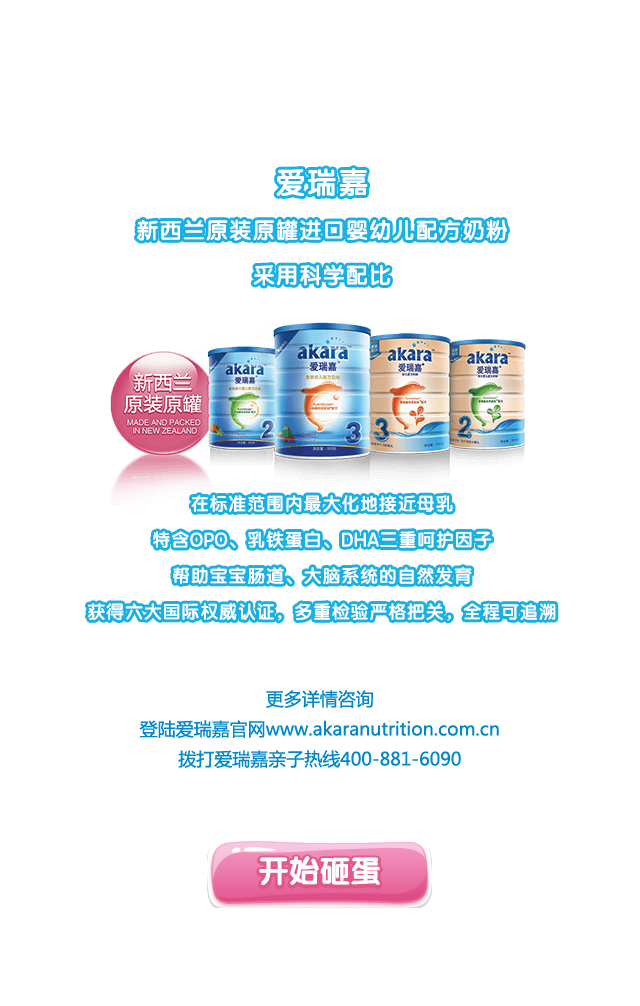 爱瑞嘉
新西兰原装原罐进口婴幼儿配方奶粉
采用科学配比
新西兰
原装原罐
MADE AND PACKED
IN NEW ZEALAND
akara
爱瑞嘉
2
akara
爱瑞嘉
3
akara
爱瑞嘉
3
akara
爱瑞嘉
2
在标准范围内最大化地接近母乳
特含OPO、乳铁蛋白、DHA三重呵护因子
帮助宝宝肠道、大脑系统的自然发育
获得六大国际权威认证，多重检验严格把关，全程可追溯
更多详情咨询
登陆爱瑞嘉官网www.akaranutrition.com.cn
拨打爱瑞嘉亲子热线400-881-6090
开始砸蛋